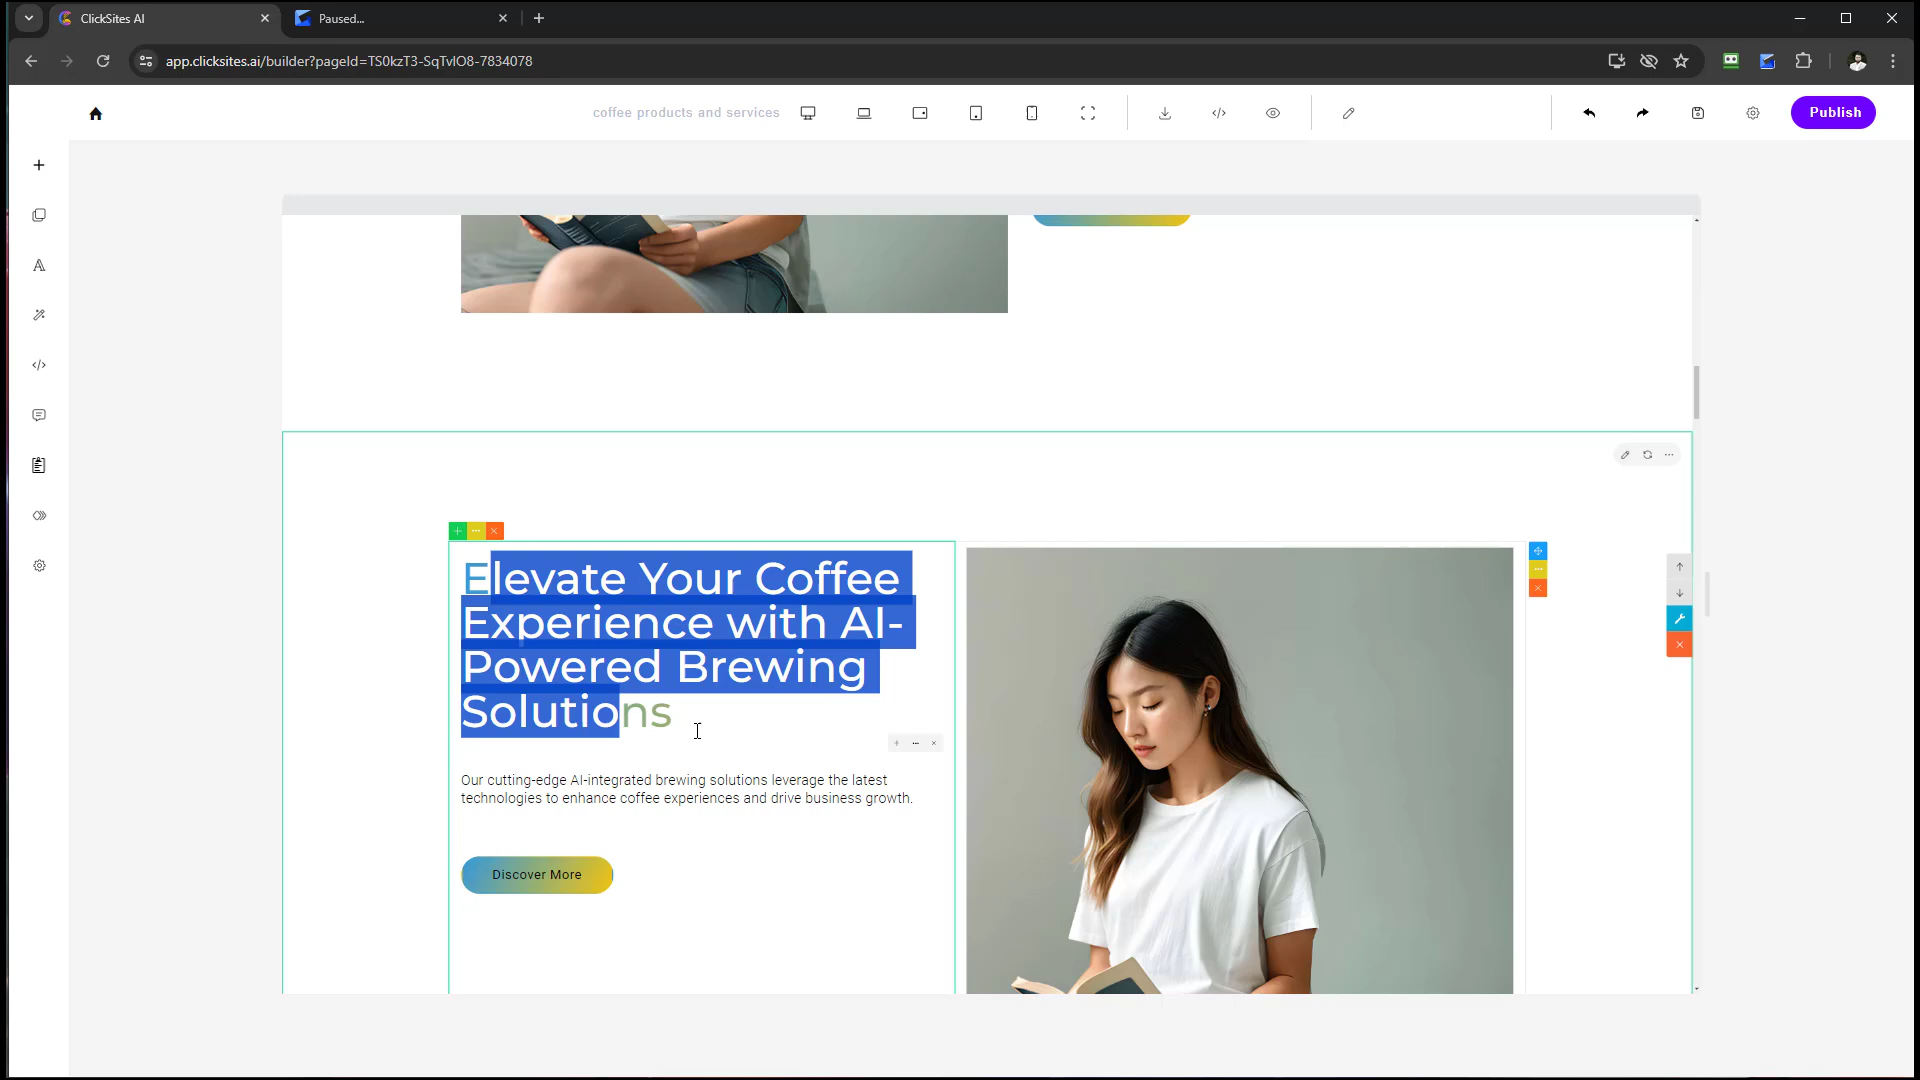 ClickSites AI
Paused...
app.clicksites.ai/builder?pageId=TS0kzT3-SqTvIO8-7834078
coffee products and services
Publish
Elevate Your Coffee
Experience with AI-
Powered Brewing
Solutions
Our cutting-edge AI-integrated brewing solutions leverage the latest
technologies to enhance coffee experiences and drive business growth.
Discover More